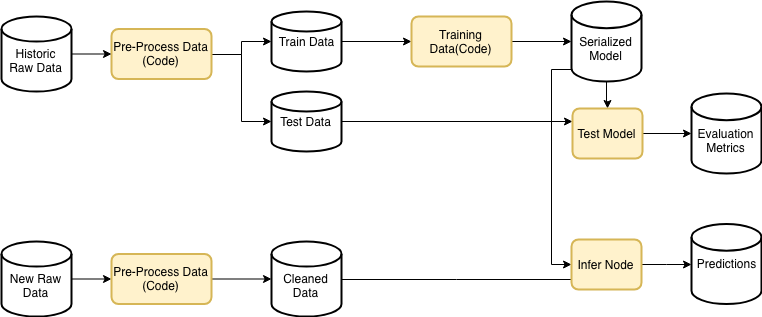 Historic
Raw Data
Pre-Process Data
(Code)
Train Data
Training
Data(Code)
Serialized
Model
Test Data
Test Model
Evaluation
Metrics
New Raw
Data
Pre-Process Data
(Code)
Cleaned
Data
Infer Node
Predictions